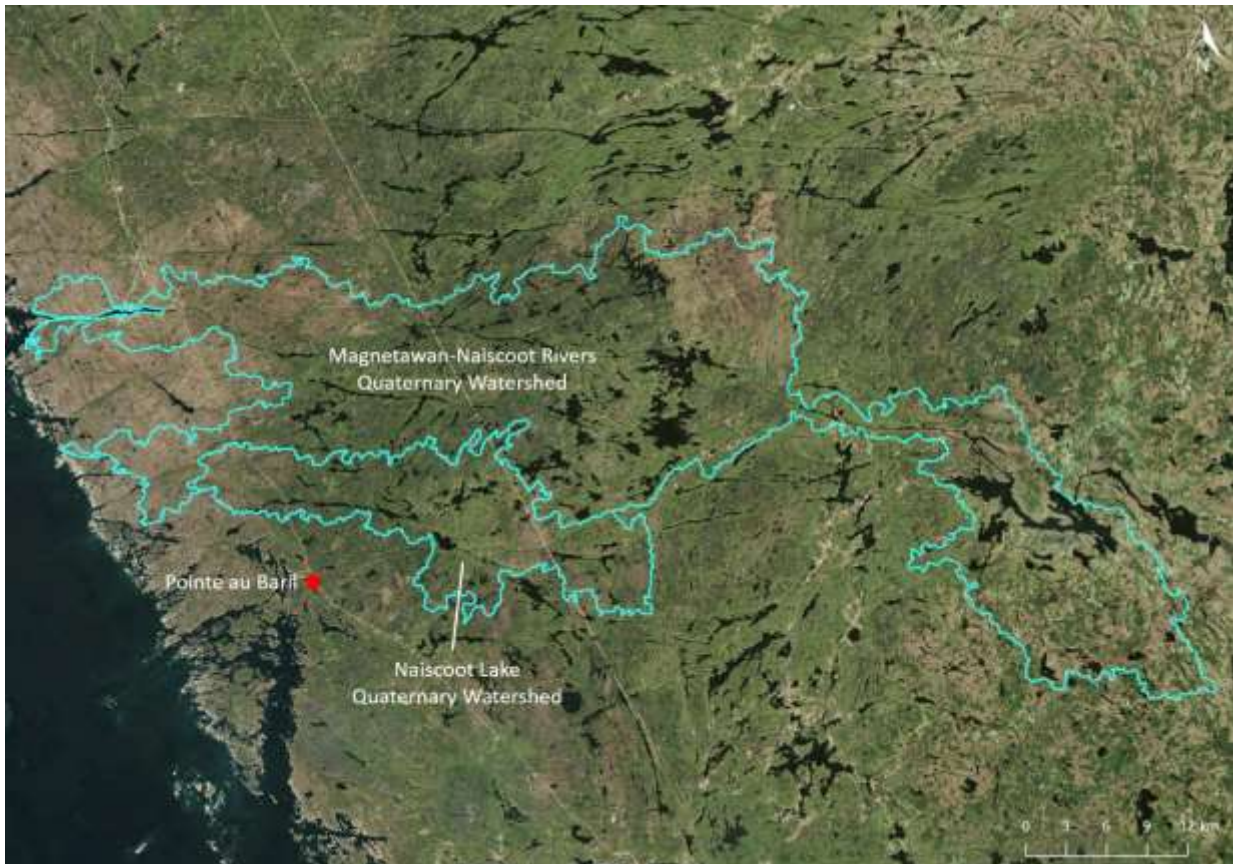 Magnetawan-Naiscoot Rivers
Quaternary Watershed
Pointe au Baril
Naiscoot Lake
Quaternary Watershed
0 3 6 9 12 km